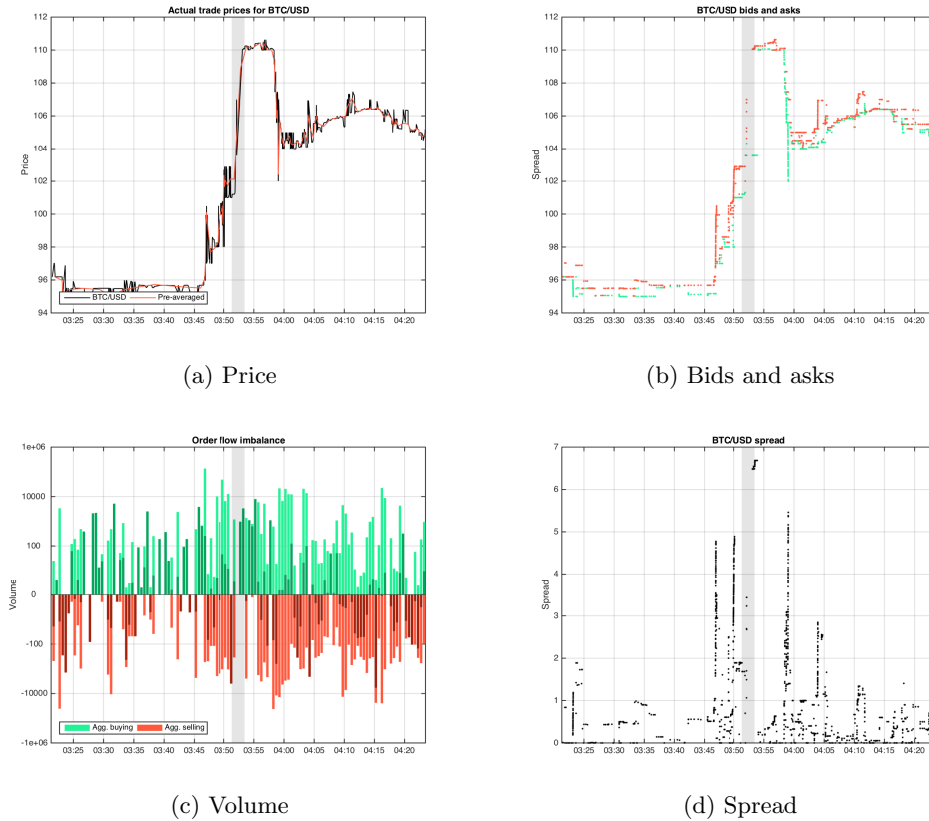 Actual trade prices for BTC/USD
112
110
108
106
104
102
100
98
96
94
Price
BTC/USD
Pre-averaged
03:25 03:30 03:35 03:40 03:45 03:50 03:55 04:00 04:05 04:10 04:15 04:20
(a) Price
BTC/USD bids and asks
112
110
108
106
104
102
100
98
96
94
Spread
03:25 03:30 03:35 03:40 03:45 03:50 03:55 04:00 04:05 04:10 04:15 04:20
(b) Bids and asks
Order flow imbalance
1e+06
10000
100
0
-100
-10000
-1e+06
Volume
Agg. buying
Agg. selling
03:25 03:30 03:35 03:40 03:45 03:50 03:55 04:00 04:05 04:10 04:15 04:20
(c) Volume
BTC/USD spread
7
6
5
4
3
2
1
0
Spread
03:25 03:30 03:35 03:40 03:45 03:50 03:55 04:00 04:05 04:10 04:15 04:20
(d) Spread